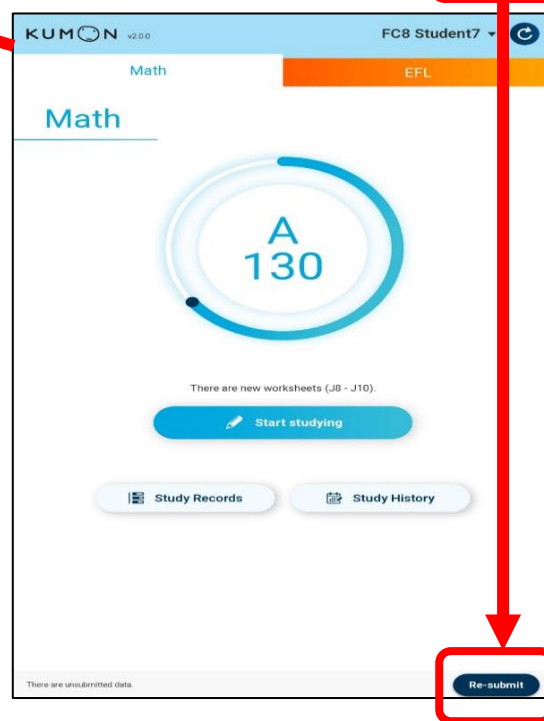 KUMON v2.0.0
FC8 Student7
Math
EFL
Math
A
130
There are new worksheets (J8 - J10).
Start studying
Study Records
Study History
There are unsubmitted data.
Re-submit